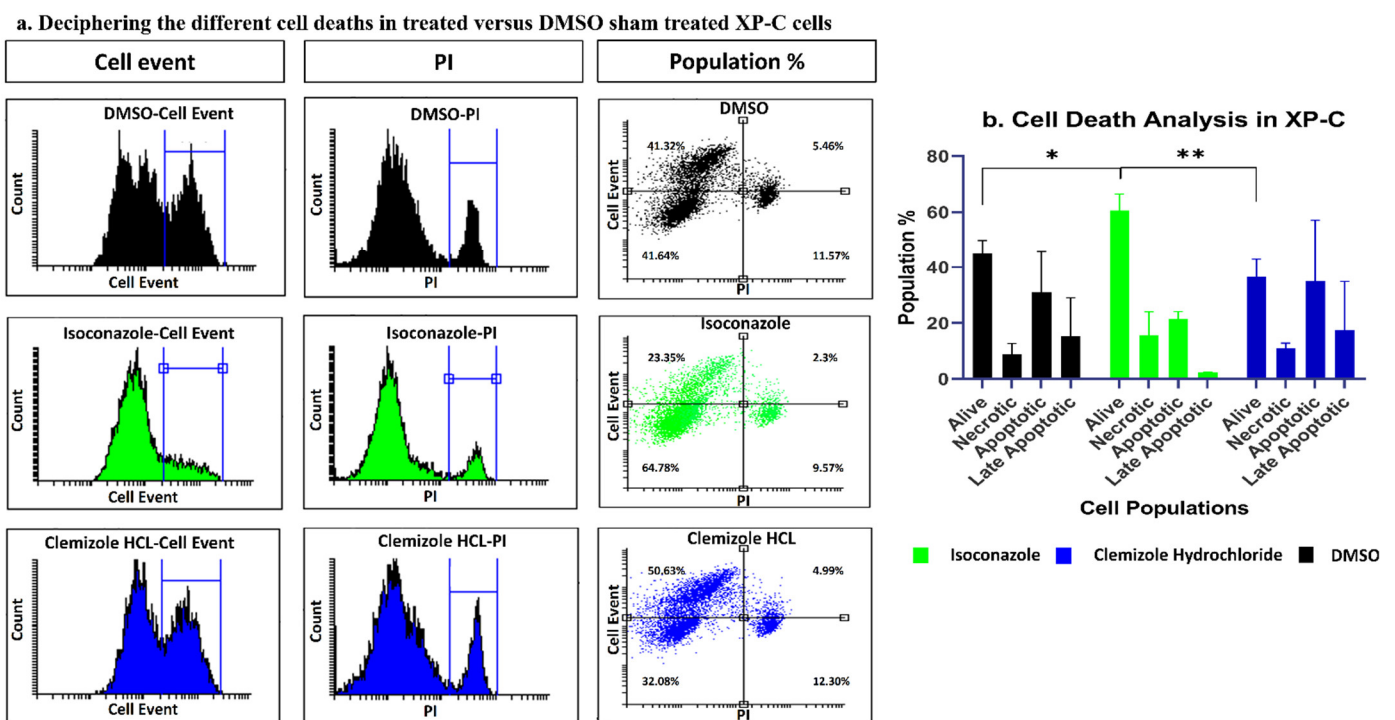 a. Deciphering the different cell deaths in treated versus DMSO sham treated XP-C cells
Cell event
PI
Population %
DMSO-Cell Event
Count
Cell Event
DMSO-PI
Count
PI
DMSO
41.32%
5.46%
Cell Event
41.64%
11.57%
PI
Isoconazole-Cell Event
Count
Cell Event
Isoconazole-PI
Count
PI
Isoconazole
23.35%
2.3%
Cell Event
64.78%
9.57%
PI
Clemizole HCL-Cell Event
Count
Cell Event
Clemizole HCL-PI
Count
PI
Clemizole HCL
50,63%
4.99%
Cell Event
32.08%
12.30%
PI
b. Cell Death Analysis in XP-C
80
60
40
20
0
Population %
*
**
Alive
Necrotic
Apoptotic
Late Apoptotic
Alive
Necrotic
Apoptotic
Late Apoptotic
Alive
Necrotic
Apoptotic
Late Apoptotic
Cell Populations
Isoconazole
Clemizole Hydrochloride
DMSO